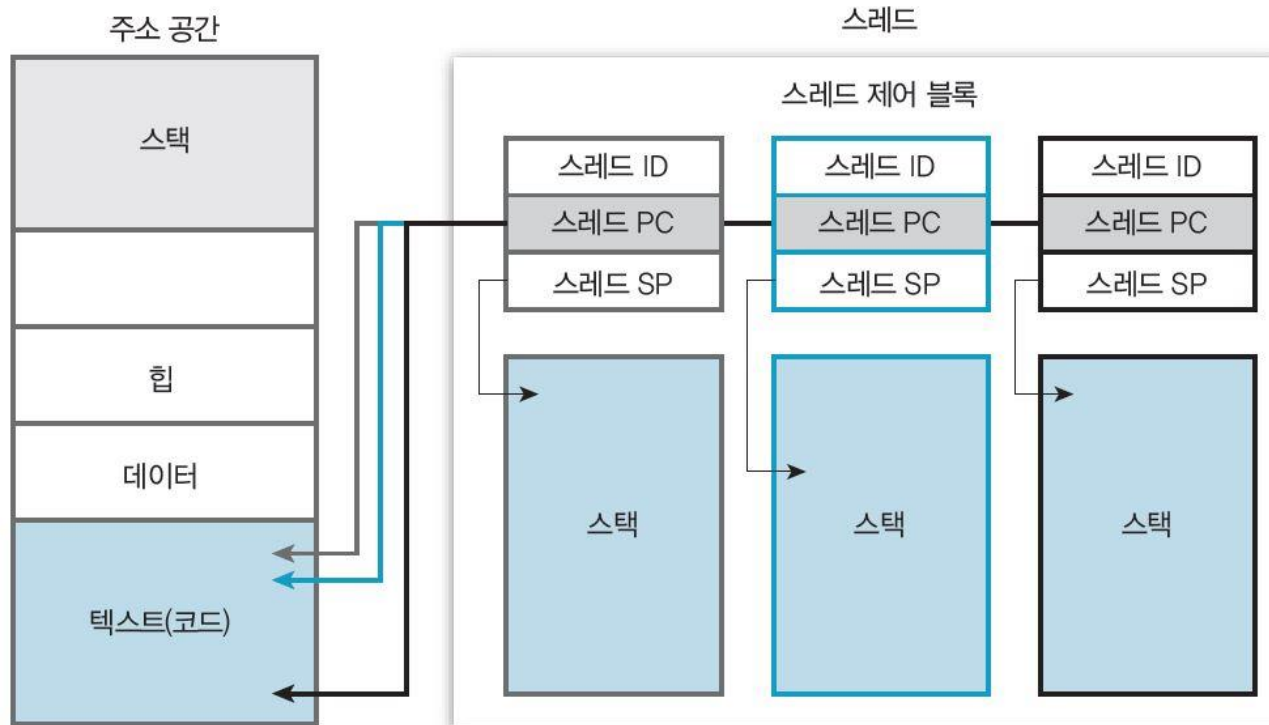 주소 공간
스택
힙
데이터
텍스트(코드)
스레드
스레드 제어 블록
스레드 ID
스레드 PC
스레드 SP
스택
스레드 ID
스레드 PC
스레드 SP
스택
스레드 ID
스레드 PC
스레드 SP
스택